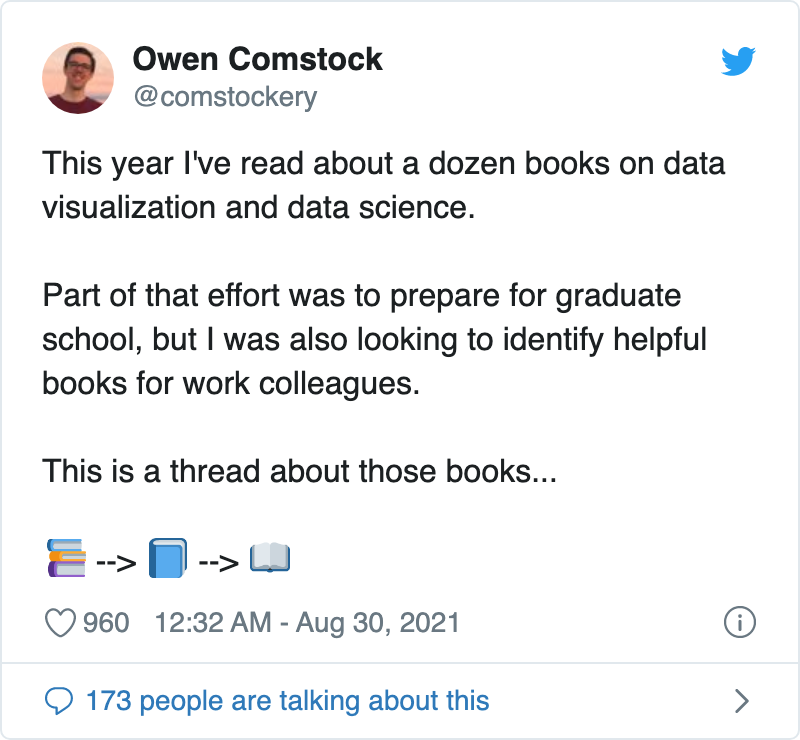 Owen Comstock
@comstockery
This year I've read about a dozen books on data
visualization and data science.
Part of that effort was to prepare for graduate
school, but I was also looking to identify helpful
books for work colleagues.
This is a thread about those books...
📚 --> 📘 --> 📖
960 12:32 AM - Aug 30, 2021
173 people are talking about this